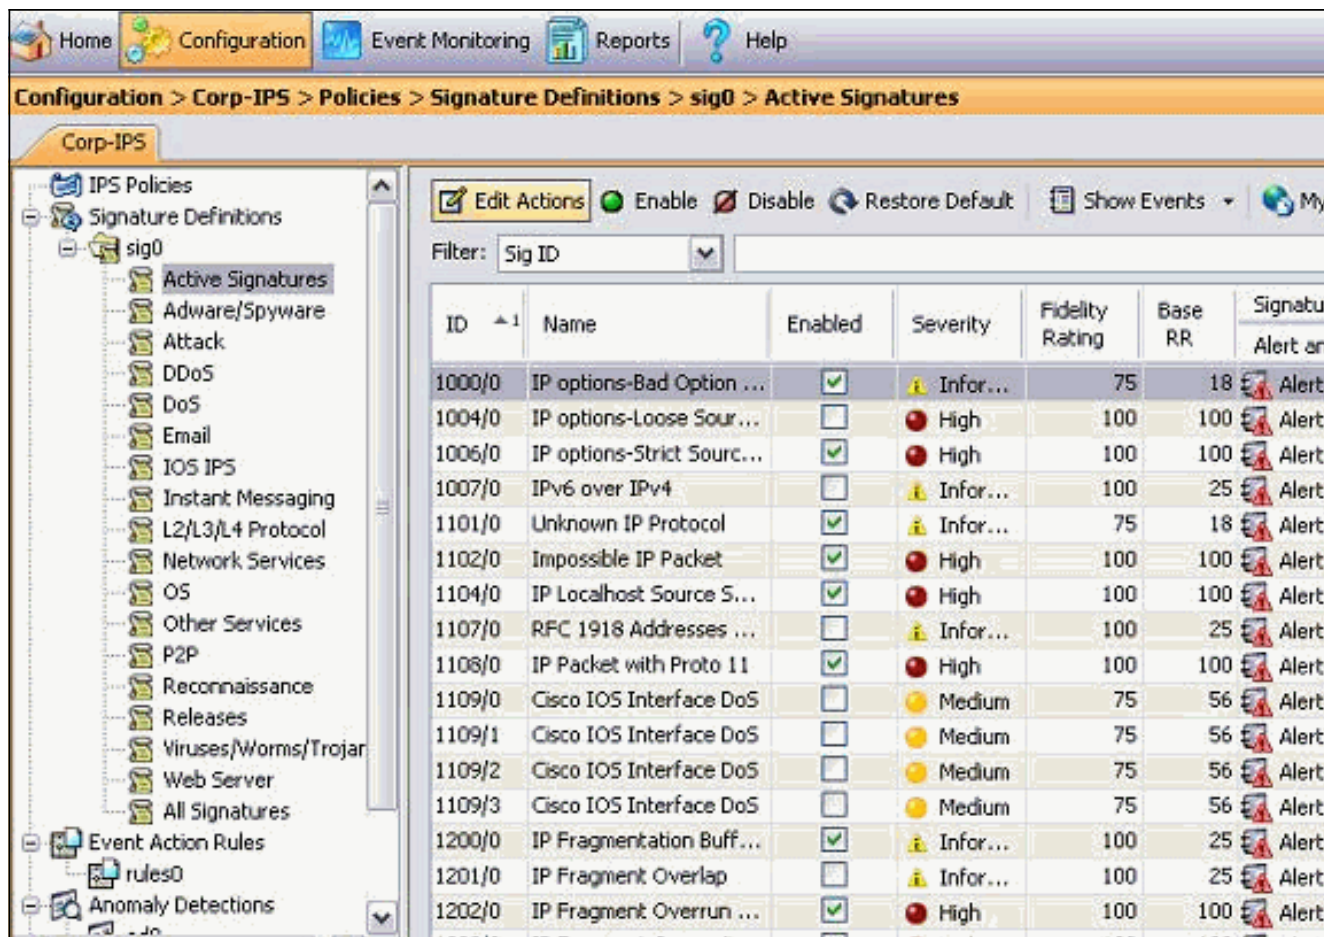 Home Configuration Event Monitoring Reports Help
Configuration > Corp-IPS > Policies > Signature Definitions > sig0 > Active Signatures
Corp-IPS
IPS Policies
Signature Definitions
sig0
Active Signatures
Adware/Spyware
Attack
DDoS
DoS
Email
IOS IPS
Instant Messaging
L2/L3/L4 Protocol
Network Services
OS
Other Services
P2P
Reconnaissance
Releases
Viruses/Worms/Trojar
Web Server
All Signatures
Event Action Rules
rules0
Anomaly Detections
Edit Actions Enable Disable Restore Default Show Events My
Filter: Sig ID
ID 1 Name Enabled Severity Fidelity Rating Base RR Signatu
Alert an
1000/0 IP options-Bad Option ... Infor... 75 18 Alert
1004/0 IP options-Loose Sour... High 100 100 Alert
1006/0 IP options-Strict Sourc... High 100 100 Alert
1007/0 IPv6 over IPv4 Infor... 100 25 Alert
1101/0 Unknown IP Protocol Infor... 75 18 Alert
1102/0 Impossible IP Packet High 100 100 Alert
1104/0 IP Localhost Source S... High 100 100 Alert
1107/0 RFC 1918 Addresses ... Infor... 100 25 Alert
1108/0 IP Packet with Proto 11 High 100 100 Alert
1109/0 Cisco IOS Interface DoS Medium 75 56 Alert
1109/1 Cisco IOS Interface DoS Medium 75 56 Alert
1109/2 Cisco IOS Interface DoS Medium 75 56 Alert
1109/3 Cisco IOS Interface DoS Medium 75 56 Alert
1200/0 IP Fragmentation Buff... Infor... 100 25 Alert
1201/0 IP Fragment Overlap Infor... 100 25 Alert
1202/0 IP Fragment Overrun ... High 100 100 Alert